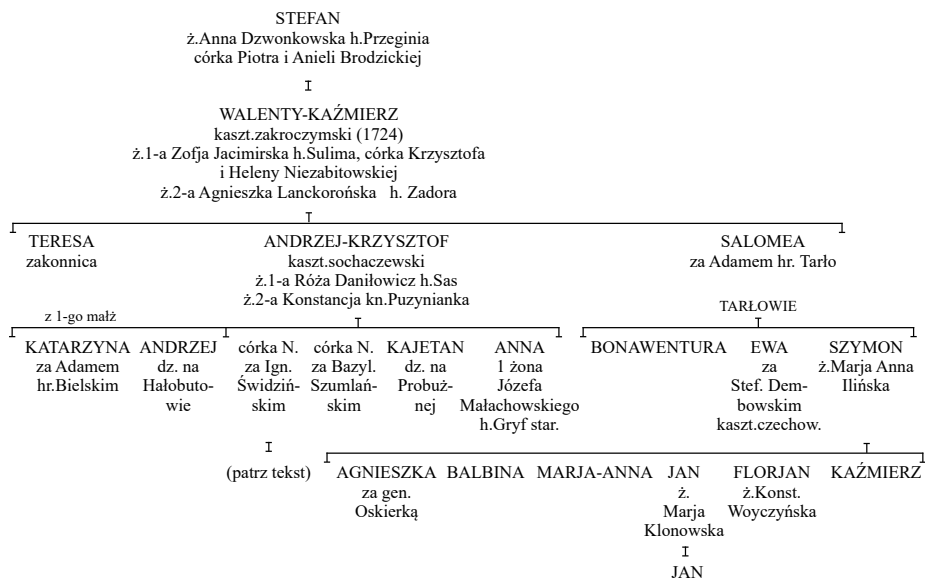 STEFAN
ż.Anna Dzwonkowska h.Przeginia
córka Piotra i Anieli Brodzickiej
WALENTY-KAŹMIERZ
kaszt.zakroczymski (1724)
ż.1-a Zofja Jacimirska h.Sulima, córka Krzysztofa
i Heleny Niezabitowskiej
ż.2-a Agnieszka Lanckorońska h. Zadora
TERESA
zakonnica
ANDRZEJ-KRZYSZTOF
kaszt.sochaczewski
ż.1-a Róża Daniłowicz h.Sas
ż.2-a Konstancja kn.Puzynianka
SALOMEA
za Adamem hr. Tarło
z 1-go małż
TARŁOWIE
KATARZYNA
za Adamem
hr.Bielskim
ANDRZEJ
dz. na
Hałobuto-
wie
córka N.
za Ign.
Świdziń-
skim
córka N.
za Bazyl.
Szumlań-
skim
KAJETAN
dz. na
Probuż-
nej
ANNA
1 żona
Józefa
Małachowskiego
h.Gryf star.
BONAWENTURA
EWA
za
Stef. Dem-
bowskim
kaszt.czechow.
SZYMON
ż.Marja Anna
Ilińska
(patrz tekst)
AGNIESZKA
za gen.
Oskierką
BALBINA
MARJA-ANNA
JAN
ż.
Marja
Klonowska
FLORJAN
ż.Konst.
Woyczyńska
KAŹMIERZ
JAN